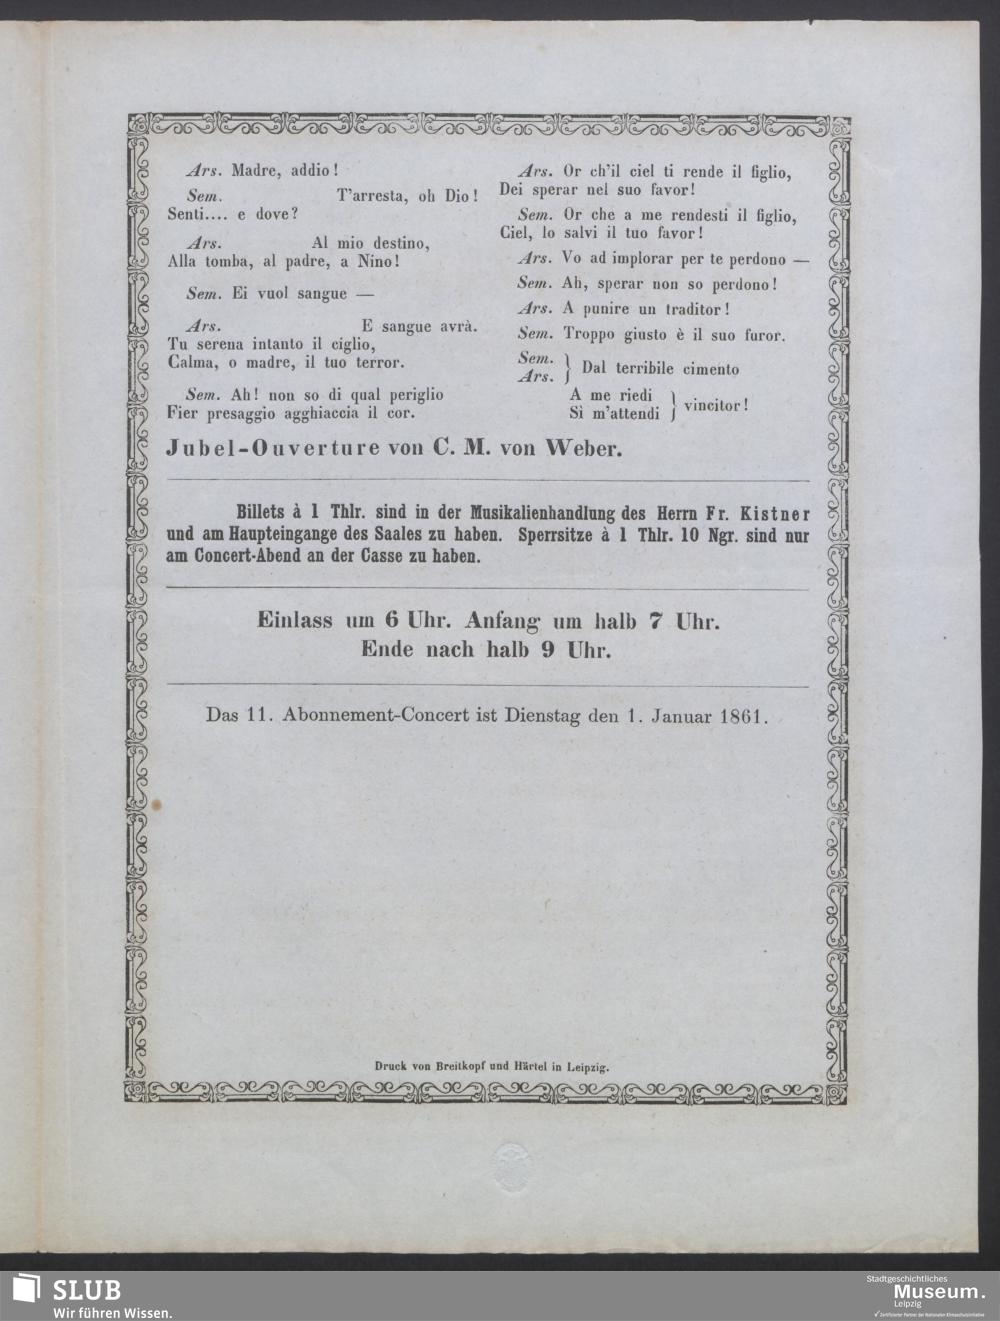 Ars. Madre, addio!
Sem. T'arresta, oh Dio!
Senti.... e dove?
Ars. Al mio destino,
Alla tomba, al padre, a Nino!
Sem. Ei vuol sangue —
Ars. E sangue avrà.
Tu serena intanto il ciglio,
Calma, o madre, il tuo terror.
Sem. Ah! non so di qual periglio
Fier presaggio agghiaccia il cor.
Ars. Or ch'il ciel ti rende il figlio,
Dei sperar nel suo favor!
Sem. Or che a me rendesti il figlio,
Ciel, lo salvi il tuo favor!
Ars. Vo ad implorar per te perdono —
Sem. Ah, sperar non so perdono!
Ars. A punire un traditor!
Sem. Troppo giusto è il suo furor.
Sem.
Ars. } Dal terribile cimento
A me riedi
Sì m'attendi } vincitor!
Jubel-Ouverture von C. M. von Weber.
Billets à 1 Thlr. sind in der Musikalienhandlung des Herrn Fr. Kistner
und am Haupteingange des Saales zu haben. Sperrsitze à 1 Thlr. 10 Ngr. sind nur
am Concert-Abend an der Casse zu haben.
Einlass um 6 Uhr. Anfang um halb 7 Uhr.
Ende nach halb 9 Uhr.
Das 11. Abonnement-Concert ist Dienstag den 1. Januar 1861.
Druck von Breitkopf und Härtel in Leipzig.
SLUB
Wir führen Wissen.
Stadtgeschichtliches
Museum.
Leipzig
Zertifizierter Partner der Nationalen Klimaschutzinitiative